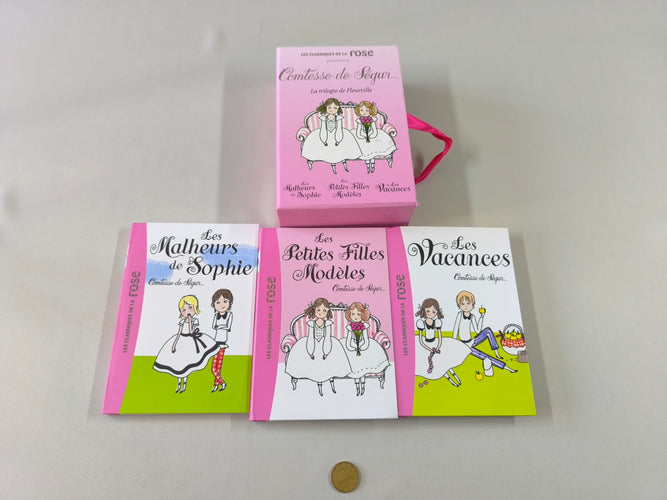 LES CLASSIQUES DE LA rose
Comtesse de Ségur
La trilogie de Fleurville
Les Malheurs de Sophie
Les Petites Filles Modèles
Les Vacances
Les
Malheurs
de Sophie
Comtesse de Ségur
LES CLASSIQUES DE LA rose
Les
Petites Filles
Modèles
Comtesse de Ségur
LES CLASSIQUES DE LA rose
Les
Vacances
Comtesse de Ségur
LES CLASSIQUES DE LA rose